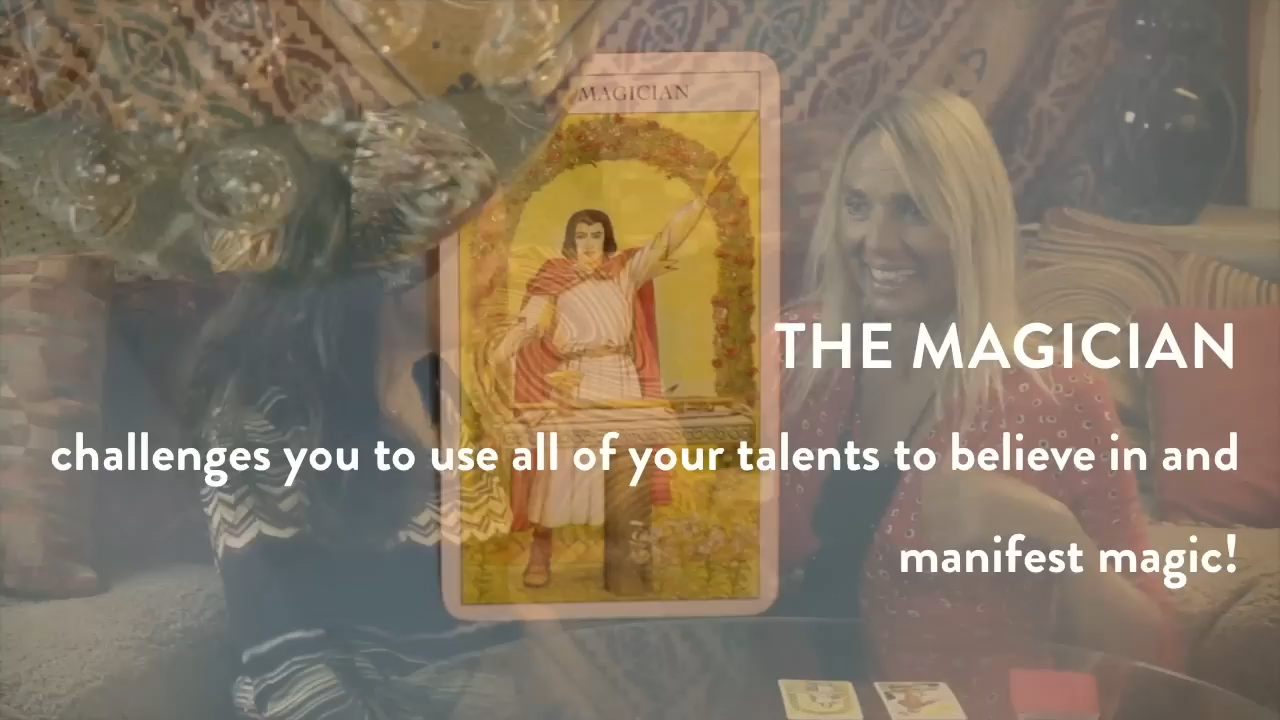 MAGICIAN
THE MAGICIAN
challenges you to use all of your talents to believe in and
manifest magic!